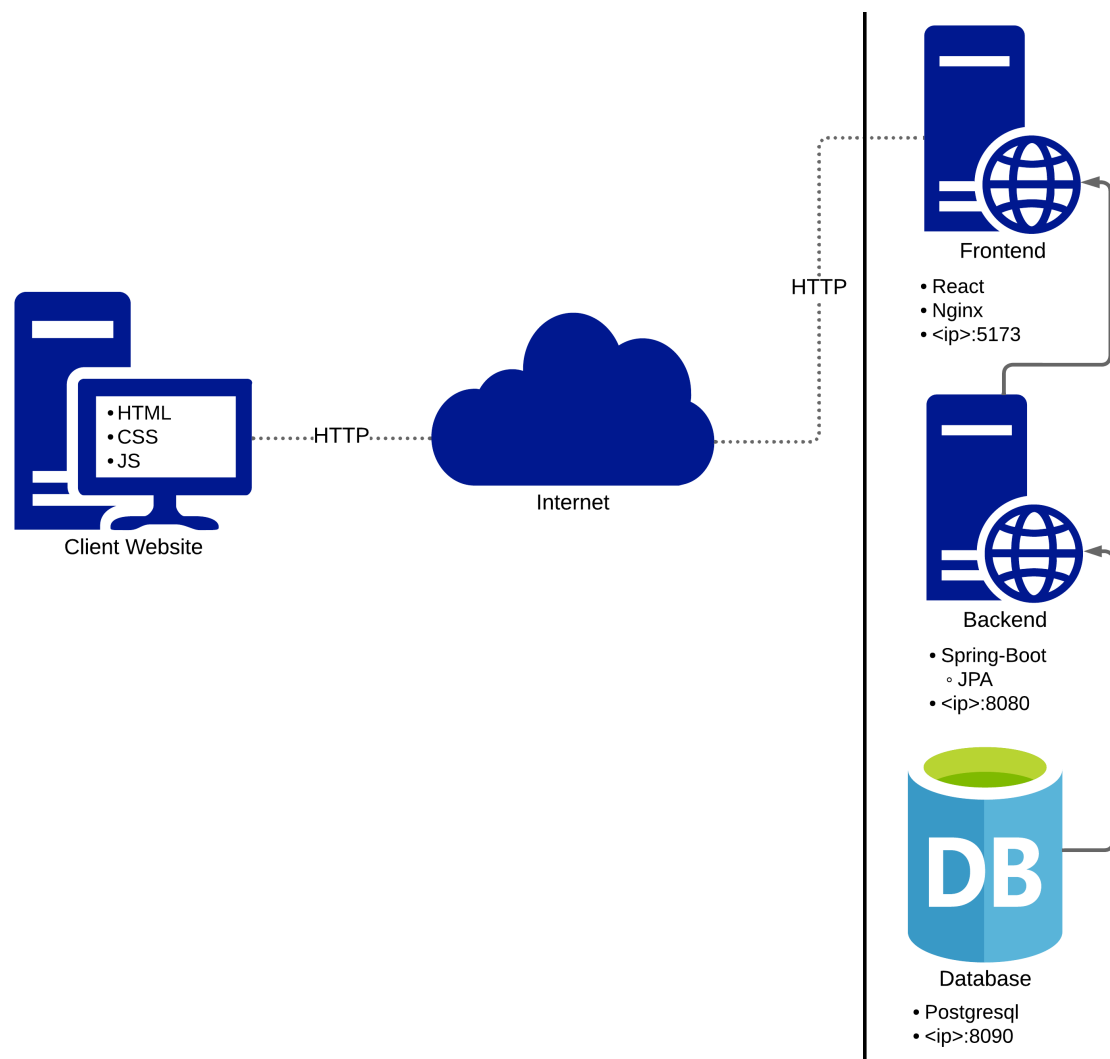 Frontend
HTTP
• React
• Nginx
• <ip>:5173
• HTML
• CSS
• JS
HTTP
Internet
Client Website
Backend
• Spring-Boot
◦ JPA
• <ip>:8080
DB
Database
• Postgresql
• <ip>:8090